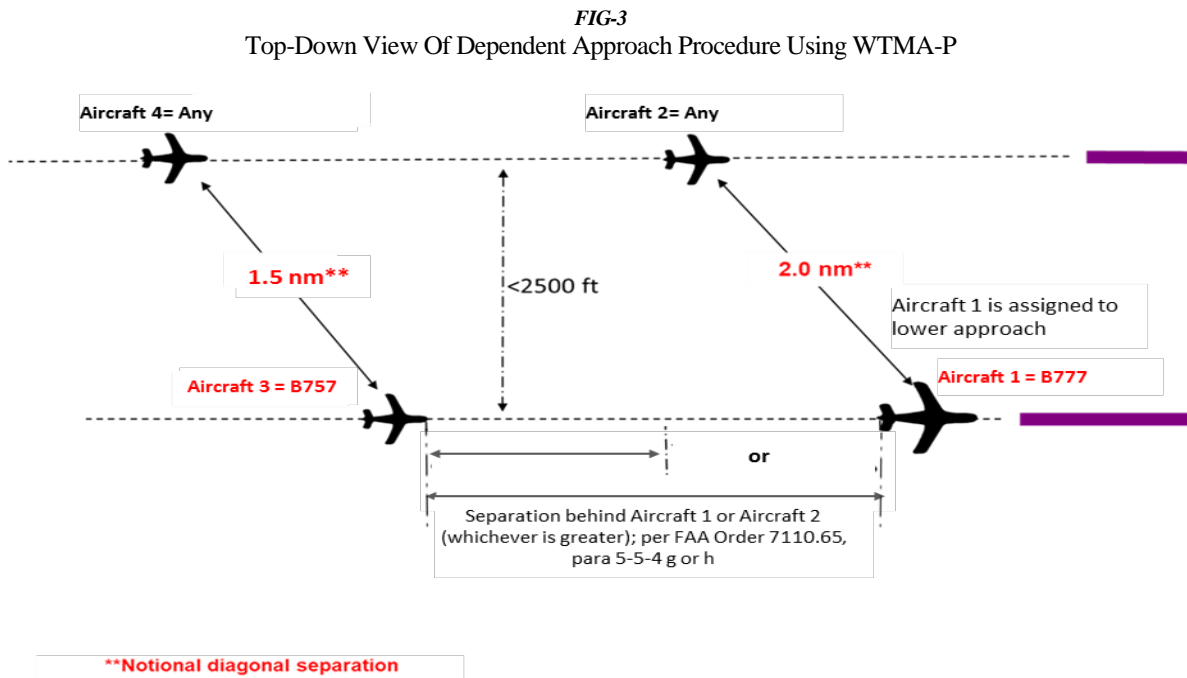 FIG-3
Top-Down View Of Dependent Approach Procedure Using WTMA-P
Aircraft 4= Any
Aircraft 2= Any
1.5 nm**
<2500 ft
2.0 nm**
Aircraft 1 is assigned to
lower approach
Aircraft 3 = B757
Aircraft 1 = B777
or
Separation behind Aircraft 1 or Aircraft 2
(whichever is greater); per FAA Order 7110.65,
para 5-5-4 g or h
**Notional diagonal separation